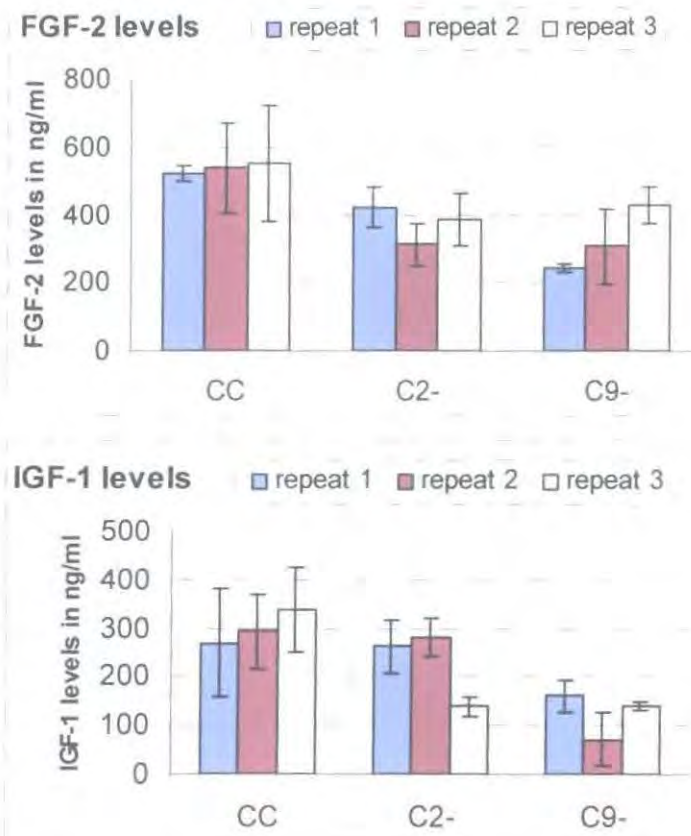 FGF-2 levels repeat 1 repeat 2 repeat 3
FGF-2 levels in ng/ml
800
600
400
200
0
CC C2- C9-
IGF-1 levels repeat 1 repeat 2 repeat 3
IGF-1 levels in ng/ml
500
400
300
200
100
0
CC C2- C9-